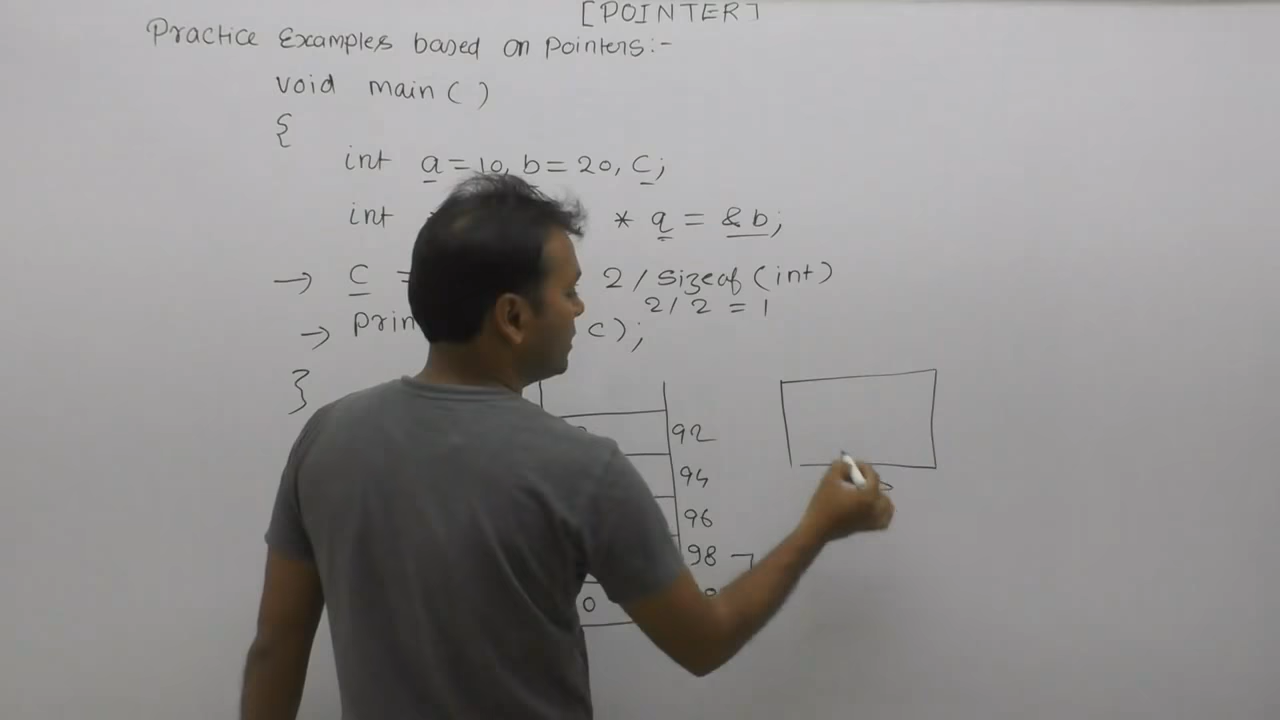 [POINTER]
Practice Examples based on Pointers:-
void main ( )
{
int a = 10, b = 20, c;
int * q = & b;
→ c = 2 / sizeof (int)
2 / 2 = 1
→ Prin c);
}
92
94
96
98
0